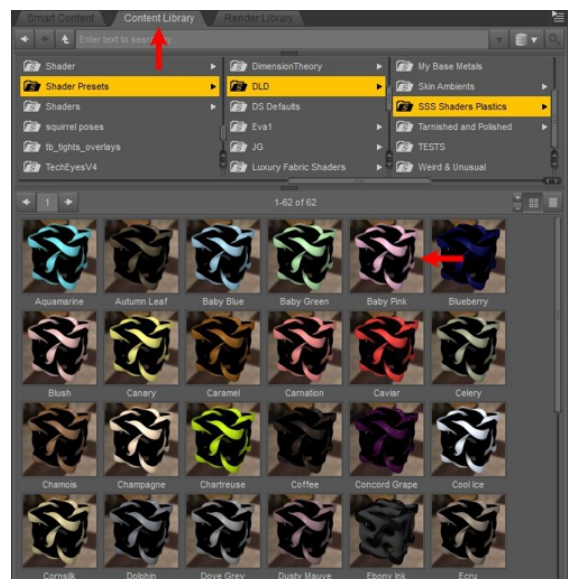 Smart Content Content Library Render Library
Enter text to search by...
Shader DimensionTheory My Base Metals
Shader Presets DLD Skin Ambients
Shaders DS Defaults SSS Shaders Plastics
squirrel poses Eva1 Tarnished and Polished
tb_tights_overlays JG TESTS
TechEyesV4 Luxury Fabric Shaders Weird & Unusual
1 1-62 of 62
Aquamarine Autumn Leaf Baby Blue Baby Green Baby Pink Blueberry
Blush Canary Caramel Carnation Caviar Celery
Chamois Champagne Chartreuse Coffee Concord Grape Cool Ice
Cornsilk Dolphin Dove Grey Dusty Mauve Ebony Ink Ecru